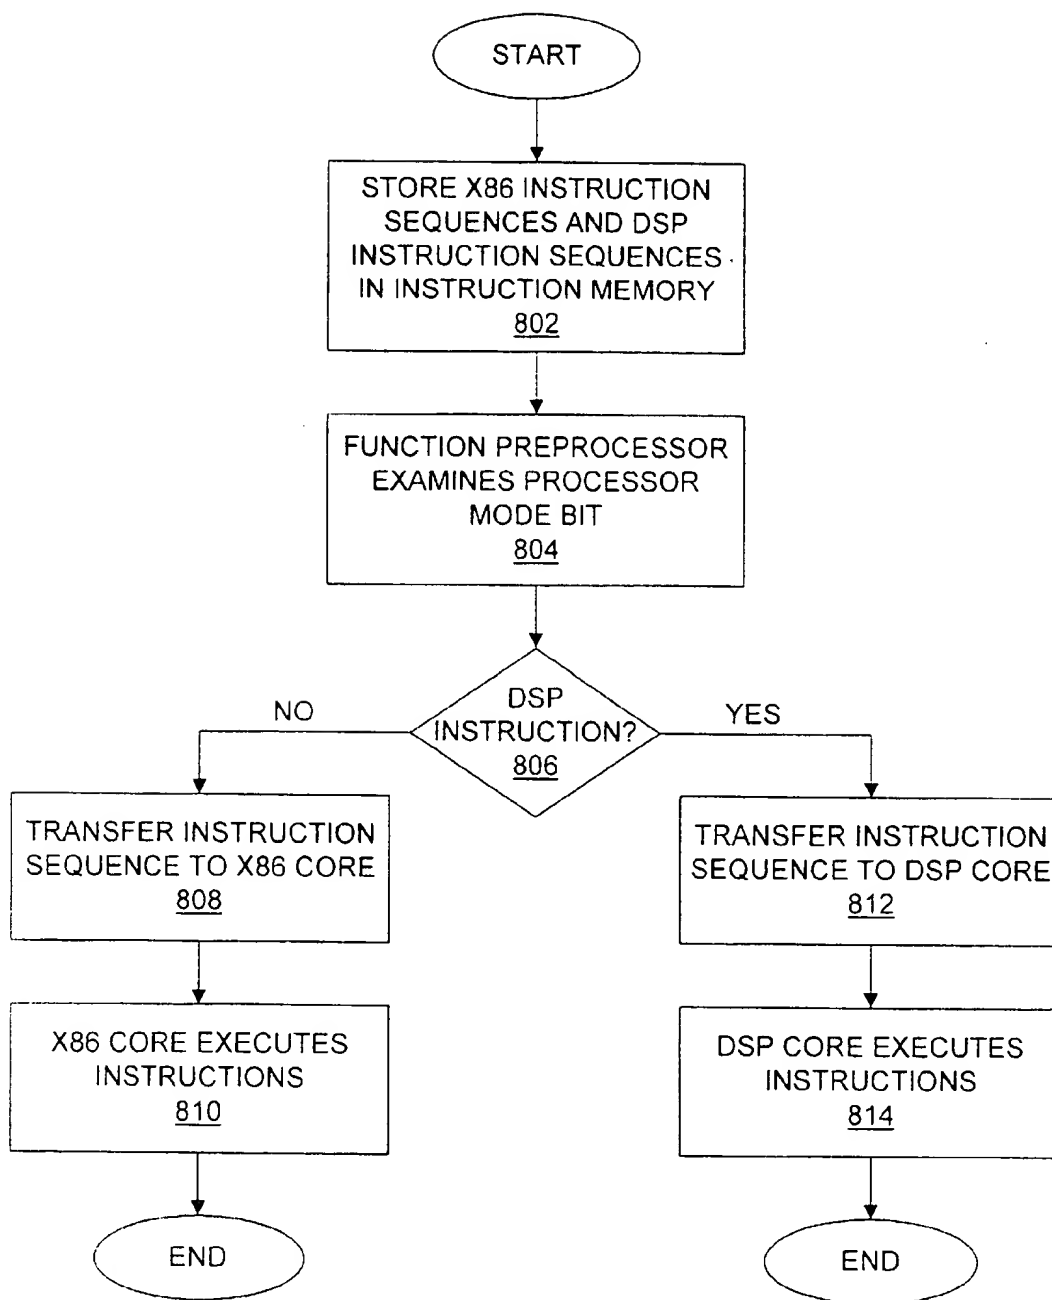 START
STORE X86 INSTRUCTION
SEQUENCES AND DSP
INSTRUCTION SEQUENCES
IN INSTRUCTION MEMORY
802
FUNCTION PREPROCESSOR
EXAMINES PROCESSOR
MODE BIT
804
DSP
INSTRUCTION?
806
NO
YES
TRANSFER INSTRUCTION
SEQUENCE TO X86 CORE
808
TRANSFER INSTRUCTION
SEQUENCE TO DSP CORE
812
X86 CORE EXECUTES
INSTRUCTIONS
810
DSP CORE EXECUTES
INSTRUCTIONS
814
END
END